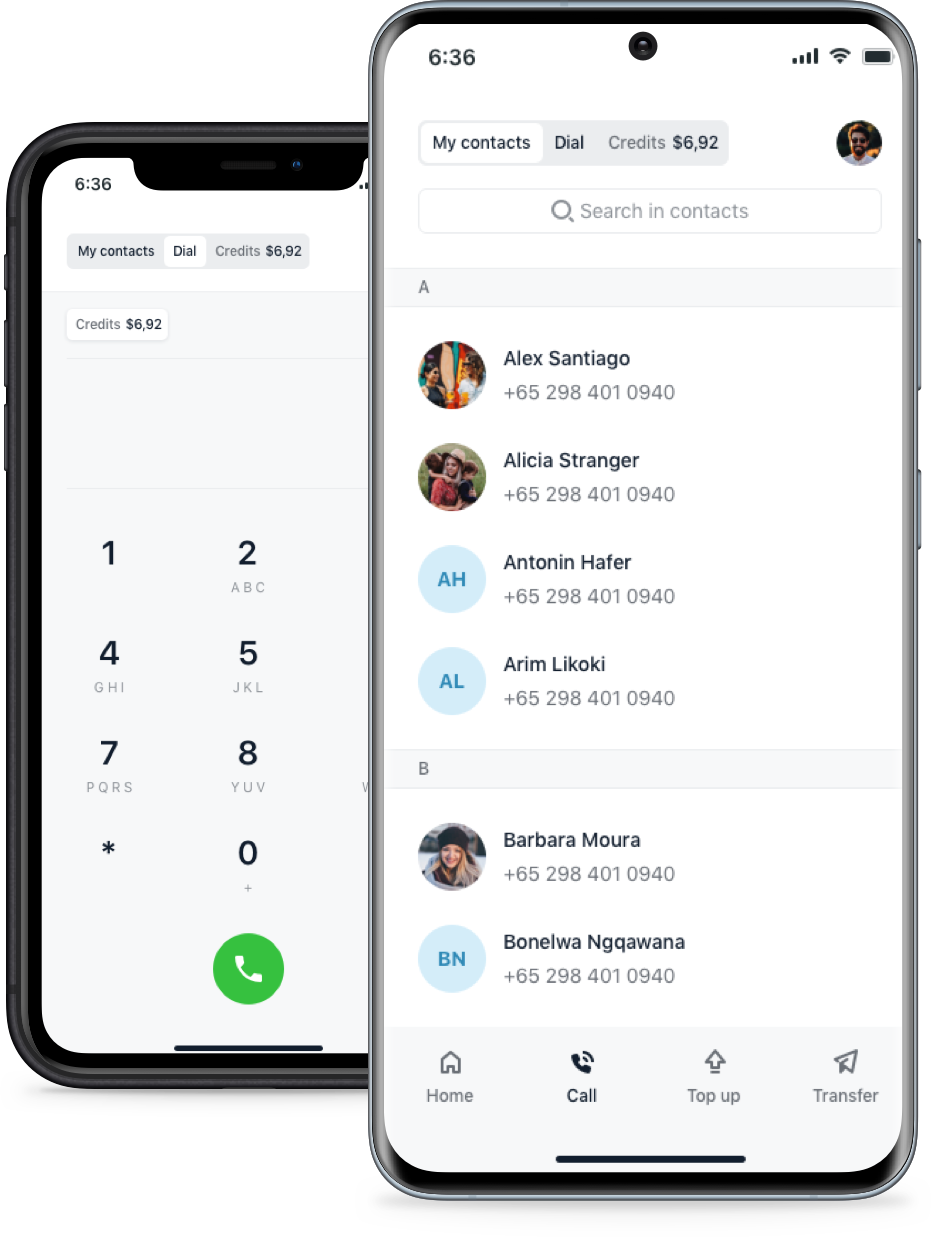 6:36
My contacts Dial Credits $6,92
Credits $6,92
1
2
ABC
4
GHI
5
JKL
7
PQRS
8
YUV
W
*
0
+
6:36
My contacts Dial Credits $6,92
Search in contacts
A
Alex Santiago
+65 298 401 0940
Alicia Stranger
+65 298 401 0940
AH
Antonin Hafer
+65 298 401 0940
AL
Arim Likoki
+65 298 401 0940
B
Barbara Moura
+65 298 401 0940
BN
Bonelwa Ngqawana
+65 298 401 0940
Home Call Top up Transfer